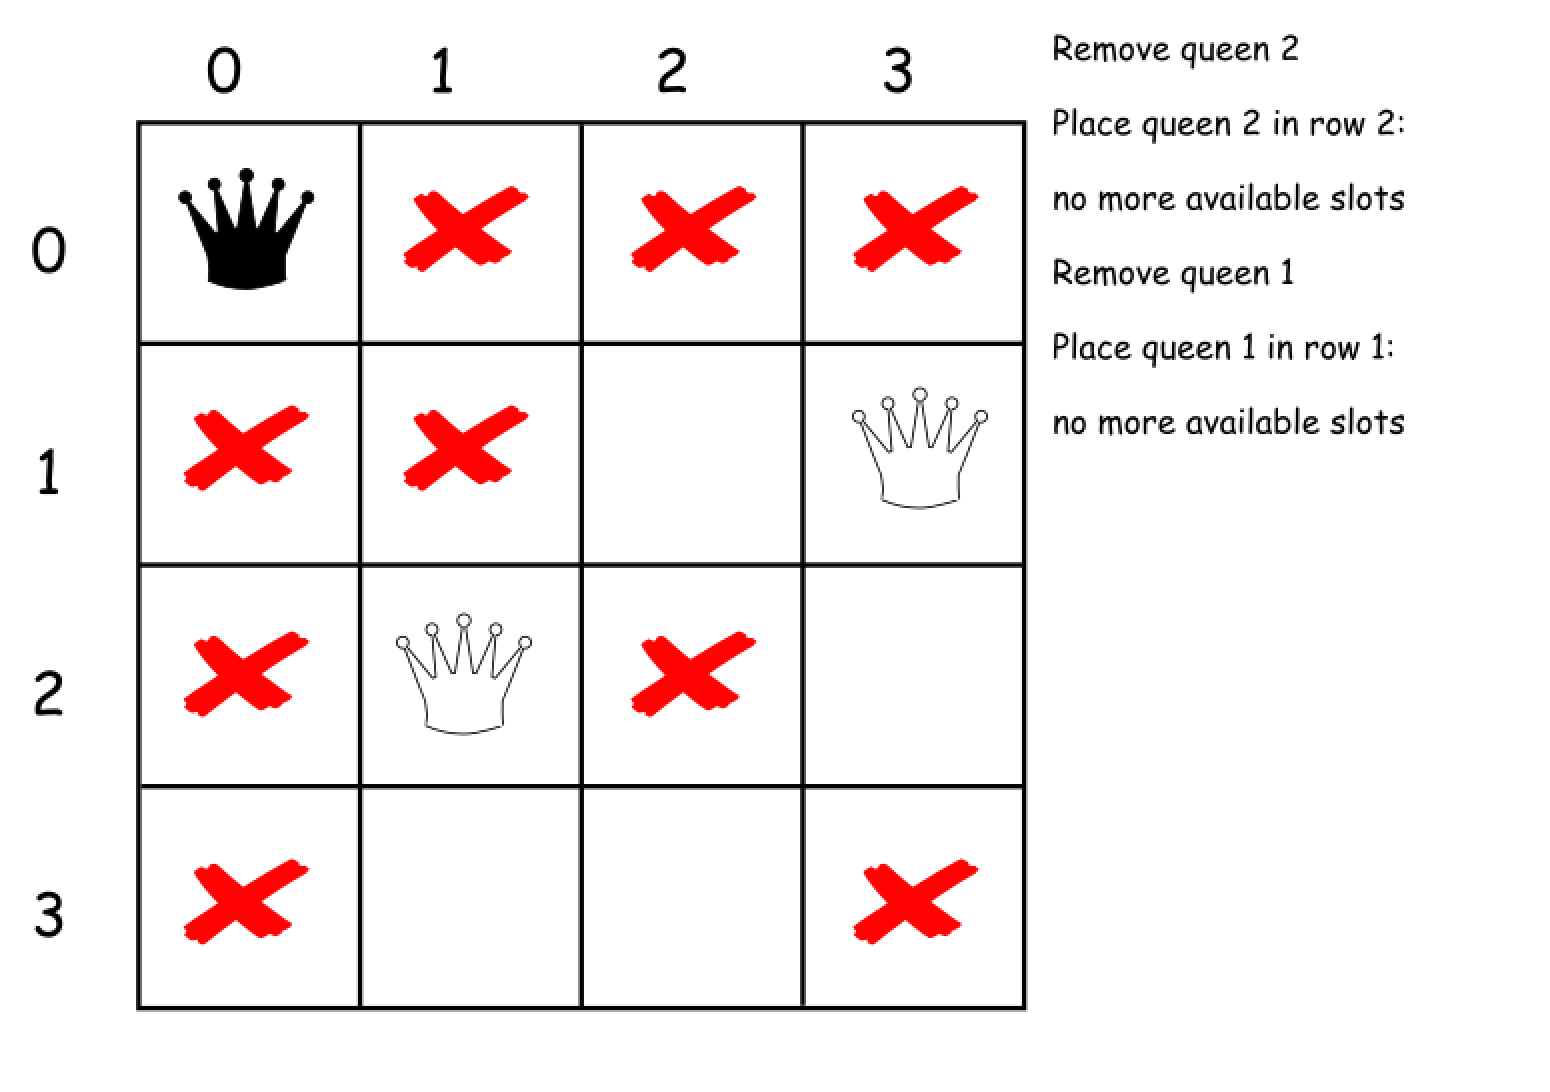 0 1 2 3
0
1
2
3
Remove queen 2
Place queen 2 in row 2:
no more available slots
Remove queen 1
Place queen 1 in row 1:
no more available slots